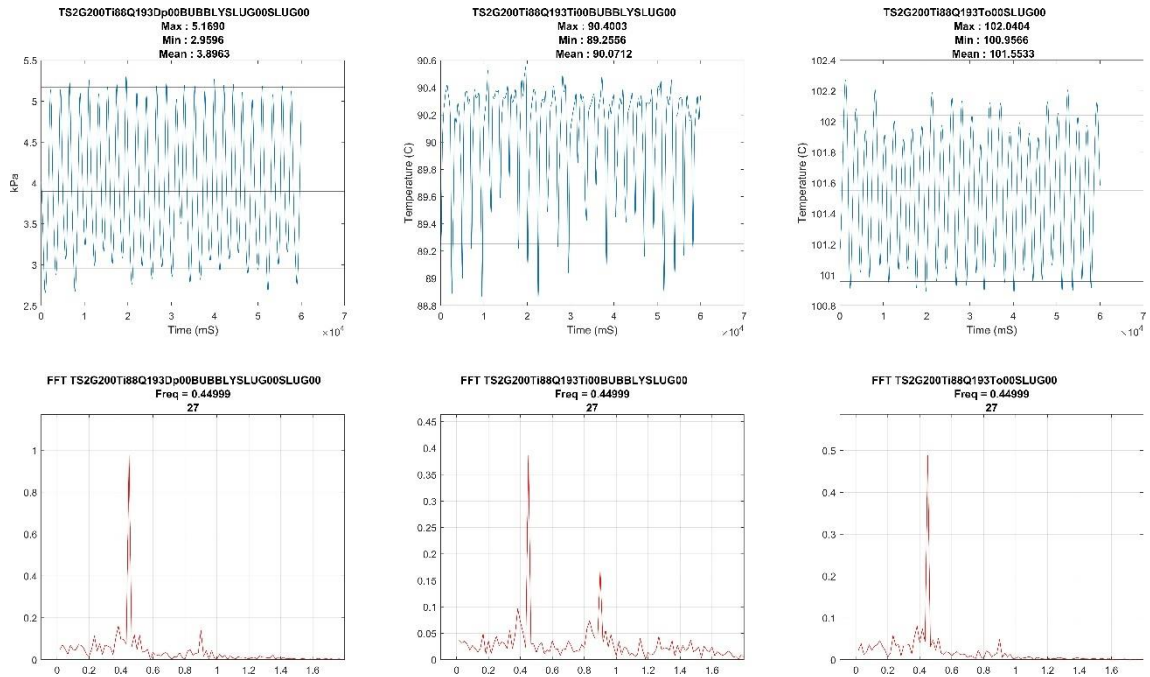 TS2G200Ti88Q193Dp00BUBBLYSLUG00SLUG00
Max : 5.1690
Min : 2.9596
Mean : 3.8963
5.5
5
4.5
4
3.5
3
2.5
kPa
0 1 2 3 4 5 6 7
Time (mS)
×10^4
TS2G200Ti88Q193Ti00BUBBLYSLUG00
Max : 90.4003
Min : 89.2556
Mean : 90.0712
90.6
90.4
90.2
90
89.8
89.6
89.4
89.2
89
88.8
Temperature (C)
0 1 2 3 4 5 6 7
Time (mS)
×10^4
TS2G200Ti88Q193To00SLUG00
Max : 102.0404
Min : 100.9566
Mean : 101.5533
102.4
102.2
102
101.8
101.6
101.4
101.2
101
100.8
Temperature (C)
0 1 2 3 4 5 6 7
Time (mS)
×10^4
FFT TS2G200Ti88Q193Dp00BUBBLYSLUG00SLUG00
Freq = 0.44999
27
1
0.8
0.6
0.4
0.2
0
0 0.2 0.4 0.6 0.8 1 1.2 1.4 1.6
FFT TS2G200Ti88Q193Ti00BUBBLYSLUG00
Freq = 0.44999
27
0.45
0.4
0.35
0.3
0.25
0.2
0.15
0.1
0.05
0
0 0.2 0.4 0.6 0.8 1 1.2 1.4 1.6
FFT TS2G200Ti88Q193To00SLUG00
Freq = 0.44999
27
0.5
0.4
0.3
0.2
0.1
0
0 0.2 0.4 0.6 0.8 1 1.2 1.4 1.6